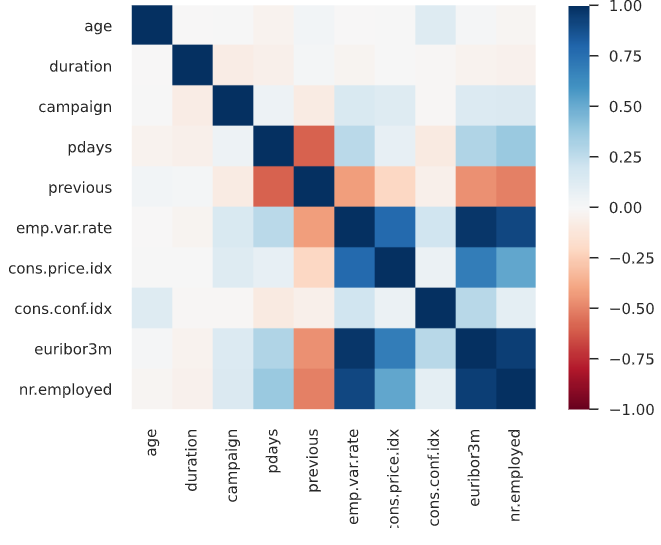 age
duration
campaign
pdays
previous
emp.var.rate
cons.price.idx
cons.conf.idx
euribor3m
nr.employed
age
duration
campaign
pdays
previous
emp.var.rate
cons.price.idx
cons.conf.idx
euribor3m
nr.employed
1.00
0.75
0.50
0.25
0.00
−0.25
−0.50
−0.75
−1.00